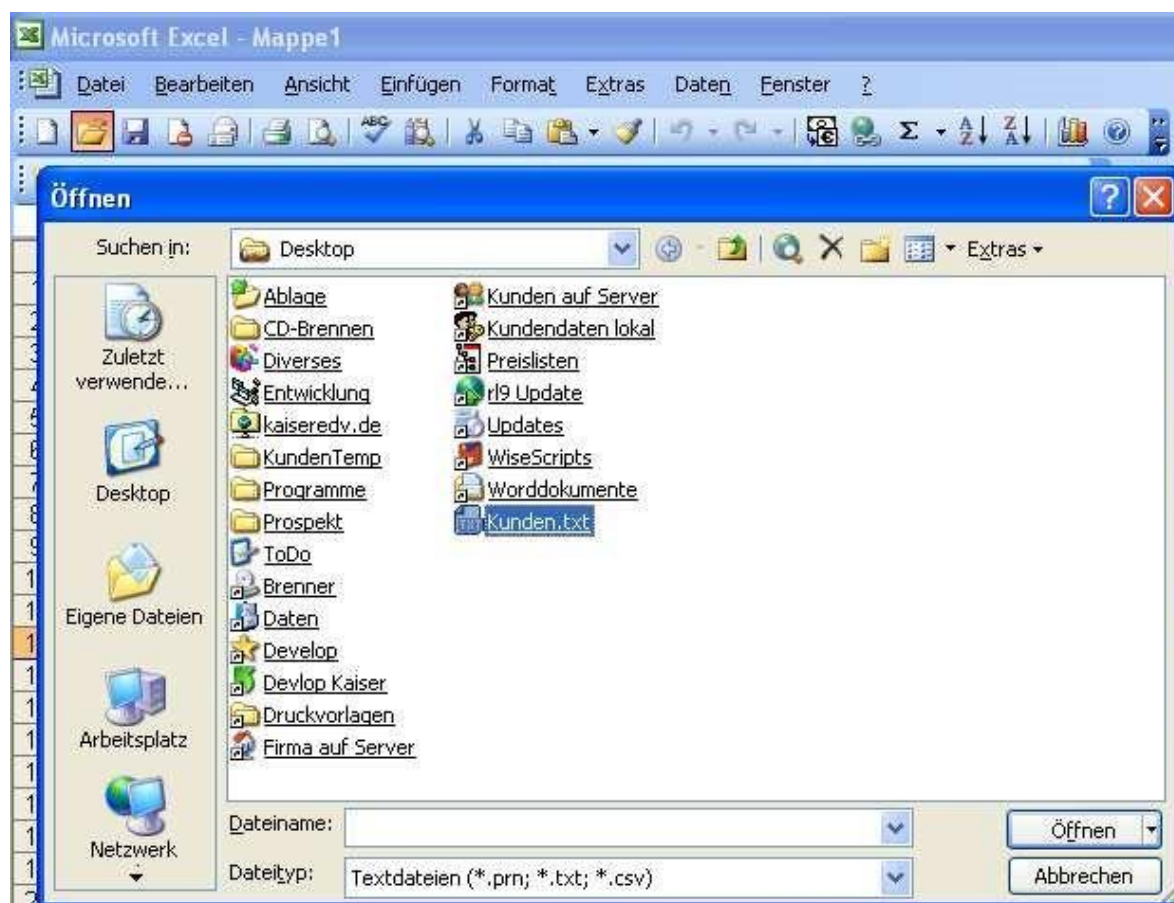 Microsoft Excel - Mappe1
Datei Bearbeiten Ansicht Einfügen Format Extras Daten Fenster ?
Öffnen
Suchen in: Desktop Extras
Zuletzt verwende...
Desktop
Eigene Dateien
Arbeitsplatz
Netzwerk
Ablage
CD-Brennen
Diverses
Entwicklung
kaiseredv.de
KundenTemp
Programme
Prospekt
ToDo
Brenner
Daten
Develop
Devlop Kaiser
Druckvorlagen
Firma auf Server
Kunden auf Server
Kundendaten lokal
Preislisten
rl9 Update
Updates
WiseScripts
Worddokumente
Kunden.txt
Dateiname: Öffnen
Dateityp: Textdateien (*.prn; *.txt; *.csv) Abbrechen